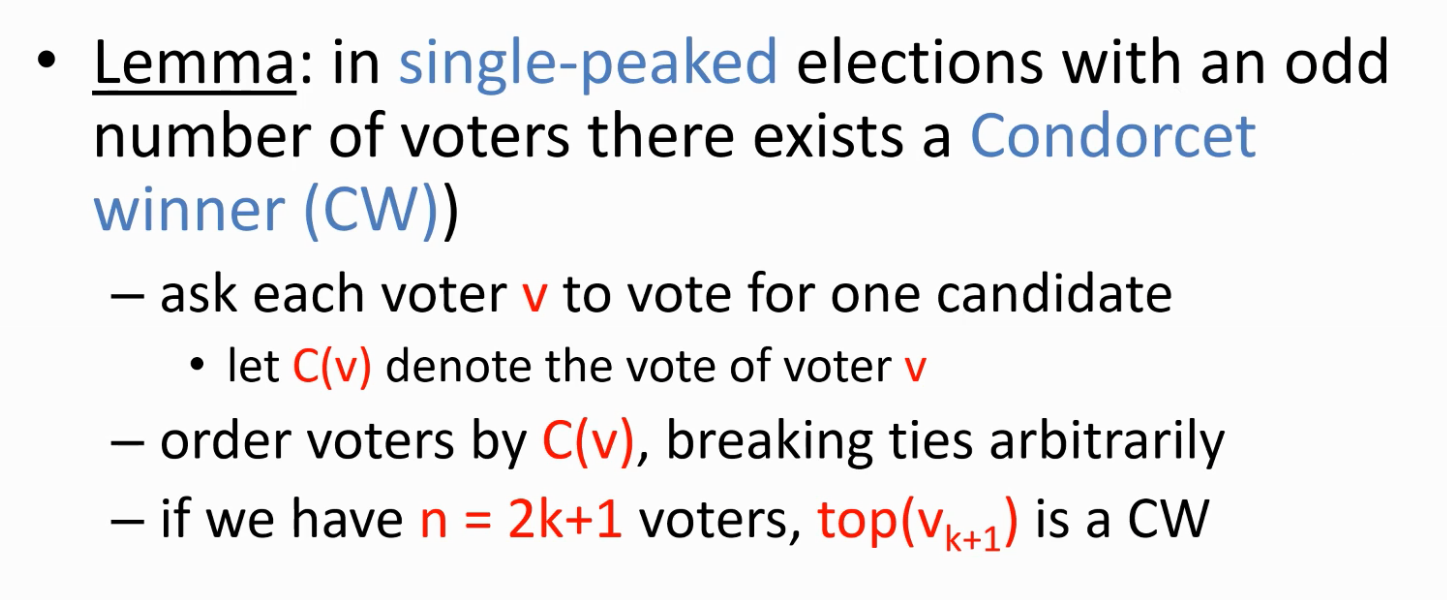 • Lemma: in single-peaked elections with an odd
number of voters there exists a Condorcet
winner (CW))
– ask each voter v to vote for one candidate
• let C(v) denote the vote of voter v
– order voters by C(v), breaking ties arbitrarily
– if we have n = 2k+1 voters, top(vₖ₊₁) is a CW